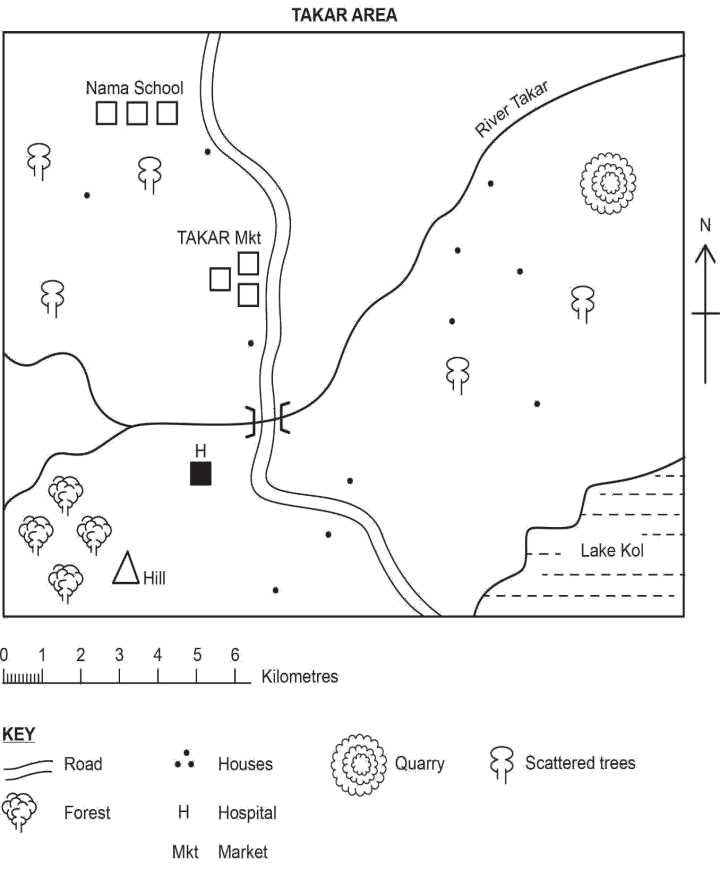 TAKAR AREA
Nama School
River Takar
N
TAKAR Mkt
H
Hill
Lake Kol
0 1 2 3 4 5 6
Kilometres
KEY
Road
Houses
Quarry
Scattered trees
Forest
H Hospital
Mkt Market